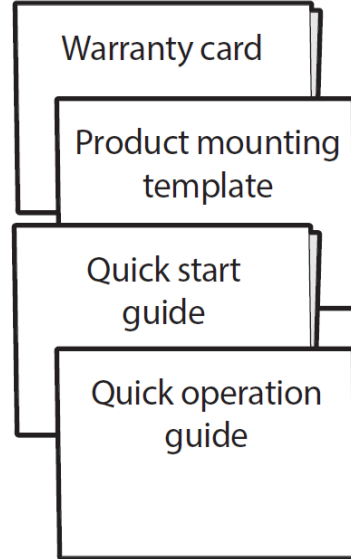 Warranty card
Product mounting
template
Quick start
guide
Quick operation
guide